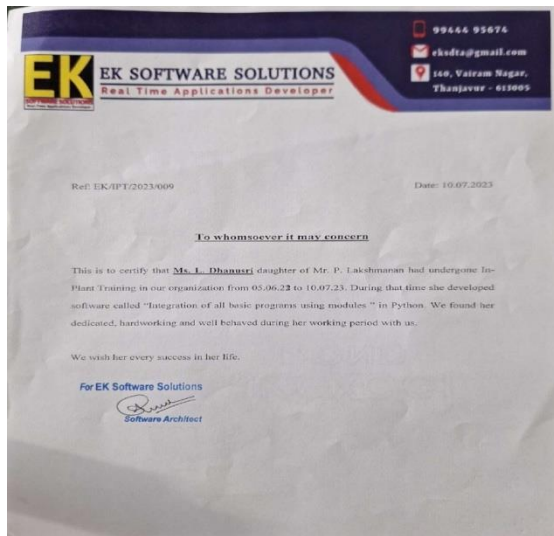 99444 95674
eksdta@gmail.com
160, Vairam Nagar,
Thanjavur - 613005
EK
SOFTWARE SOLUTIONS
Real Time Applications Developer
EK SOFTWARE SOLUTIONS
Real Time Applications Developer
Ref: EK/IPT/2023/009
Date: 10.07.2023
To whomsoever it may concern
This is to certify that Ms. L. Dhanusri daughter of Mr. P. Lakshmanan had undergone In-
Plant Training in our organization from 05.06.22 to 10.07.23. During that time she developed
software called “Integration of all basic programs using modules ” in Python. We found her
dedicated, hardworking and well behaved during her working period with us.
We wish her every success in her life.
For EK Software Solutions
Software Architect